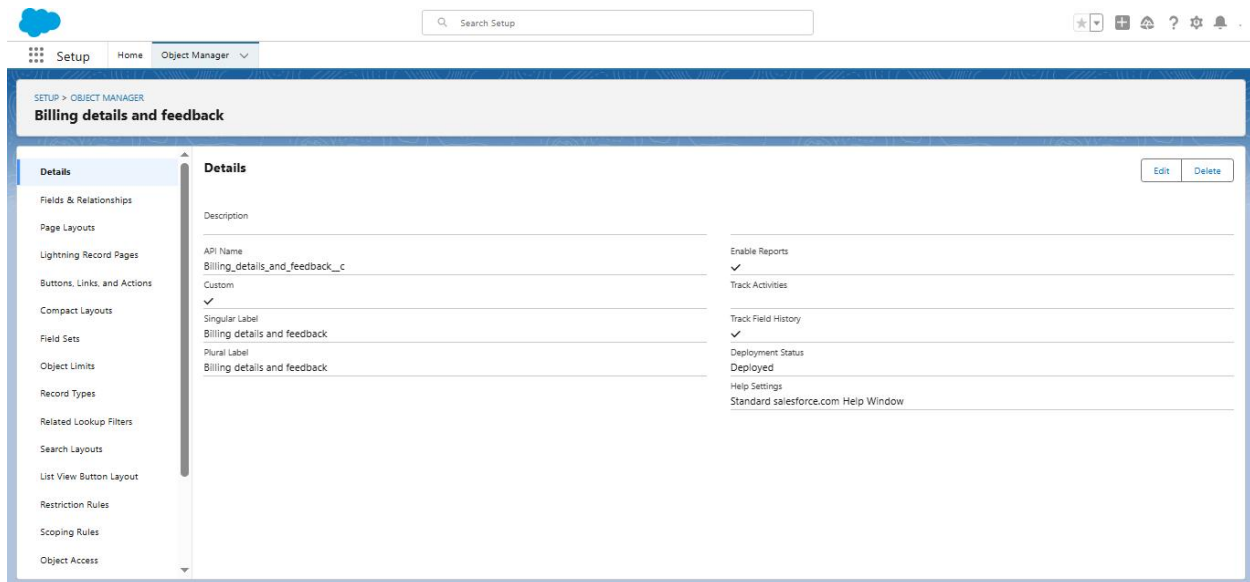 Search Setup
Setup
Home
Object Manager
SETUP > OBJECT MANAGER
Billing details and feedback
Details
Fields & Relationships
Page Layouts
Lightning Record Pages
Buttons, Links, and Actions
Compact Layouts
Field Sets
Object Limits
Record Types
Related Lookup Filters
Search Layouts
List View Button Layout
Restriction Rules
Scoping Rules
Object Access
Details
Edit
Delete
Description
API Name
Billing_details_and_feedback__c
Custom
Singular Label
Billing details and feedback
Plural Label
Billing details and feedback
Enable Reports
Track Activities
Track Field History
Deployment Status
Deployed
Help Settings
Standard salesforce.com Help Window